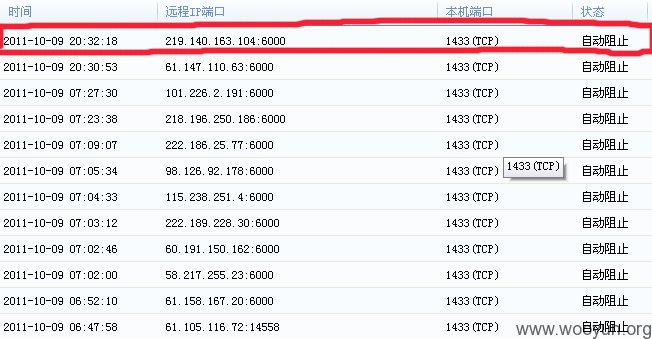 时间 远程IP端口 本机端口 状态
2011-10-09 20:32:18 219.140.163.104:6000 1433(TCP) 自动阻止
2011-10-09 20:30:53 61.147.110.63:6000 1433(TCP) 自动阻止
2011-10-09 07:27:30 101.226.2.191:6000 1433(TCP) 自动阻止
2011-10-09 07:23:38 218.196.250.186:6000 1433(TCP) 自动阻止
2011-10-09 07:09:07 222.186.25.77:6000 1433(TCP) 自动阻止
2011-10-09 07:05:34 98.126.92.178:6000 1433(TCP) 1433(TCP) 自动阻止
2011-10-09 07:04:33 115.238.251.4:6000 1433(TCP) 自动阻止
2011-10-09 07:03:12 222.189.228.30:6000 1433(TCP) 自动阻止
2011-10-09 07:02:46 60.191.150.162:6000 1433(TCP) 自动阻止
2011-10-09 07:02:00 58.217.255.23:6000 1433(TCP) 自动阻止
2011-10-09 06:52:10 61.158.167.20:6000 1433(TCP) 自动阻止
2011-10-09 06:47:58 61.105.116.72:14558 1433(TCP) 自动阻止
www.wooyun.org